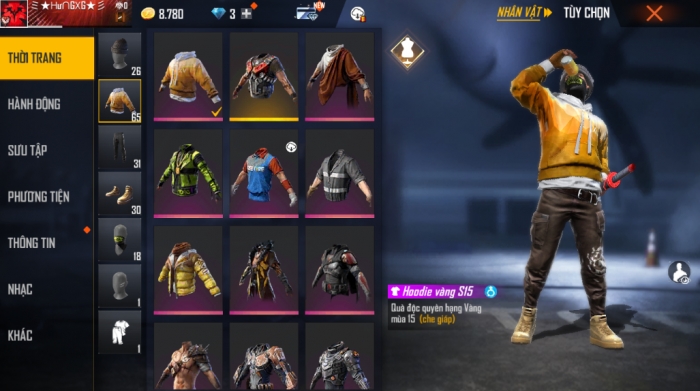 ★HuПGXG★
0
8.780
3
NEW
NHÂN VẬT
TÙY CHỌN
THỜI TRANG
HÀNH ĐỘNG
SƯU TẬP
PHƯƠNG TIỆN
THÔNG TIN
NHẠC
KHÁC
26
65
31
30
18
1
1
Hoodie vàng S15
Quà độc quyền hạng Vàng
mùa 15 (che giáp)